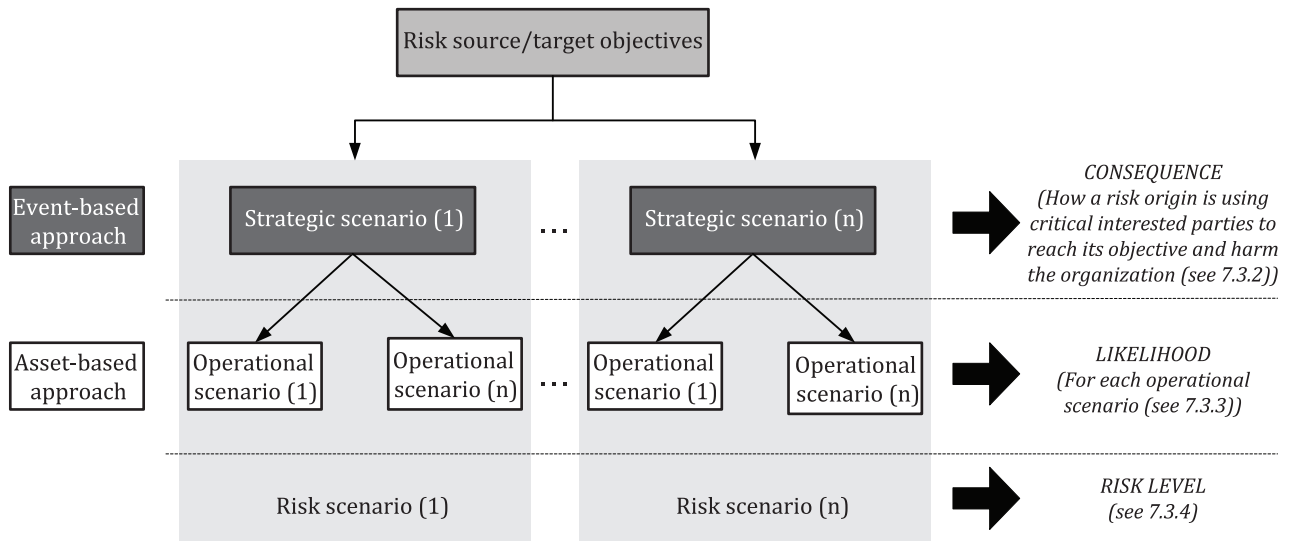 Risk source/target objectives
Event-based
approach
Strategic scenario (1)
...
Strategic scenario (n)
CONSEQUENCE
(How a risk origin is using
critical interested parties to
reach its objective and harm
the organization (see 7.3.2))
Asset-based
approach
Operational
scenario (1)
Operational
scenario (n)
...
Operational
scenario (1)
Operational
scenario (n)
LIKELIHOOD
(For each operational
scenario (see 7.3.3))
Risk scenario (1)
Risk scenario (n)
RISK LEVEL
(see 7.3.4)